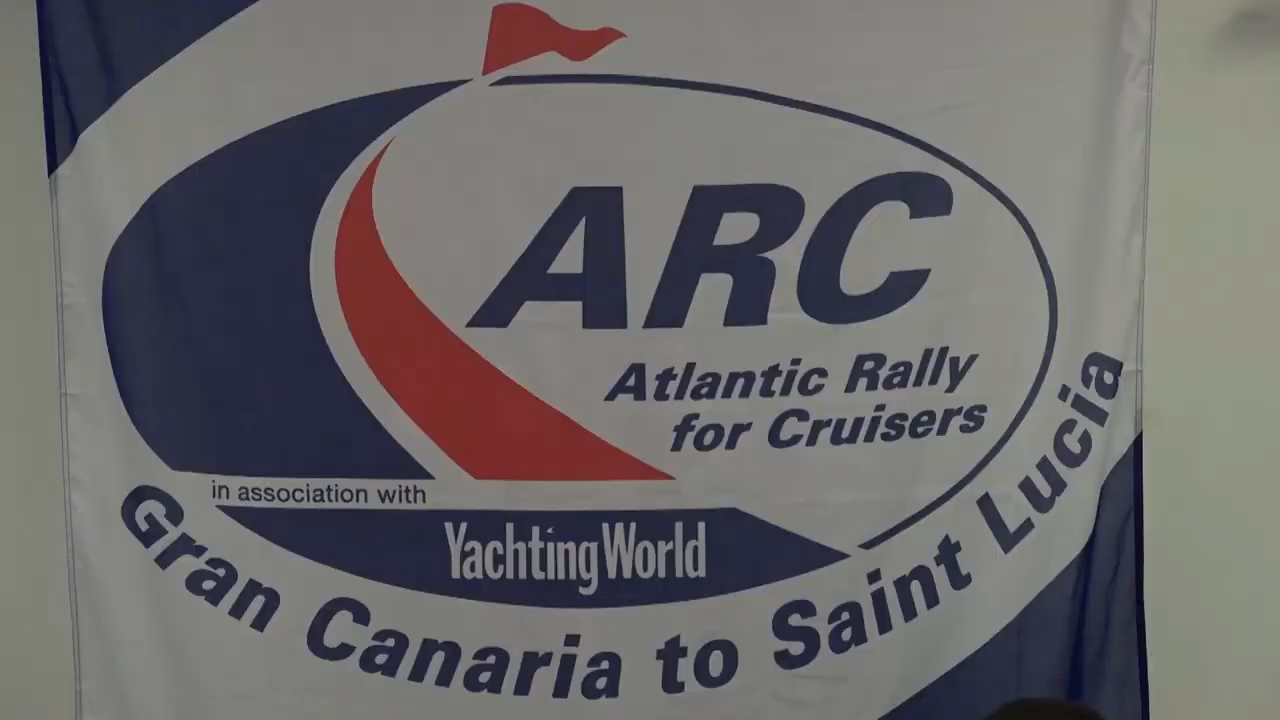 ARC
Atlantic Rally
for Cruisers
in association with
YachtingWorld
Gran Canaria to Saint Lucia